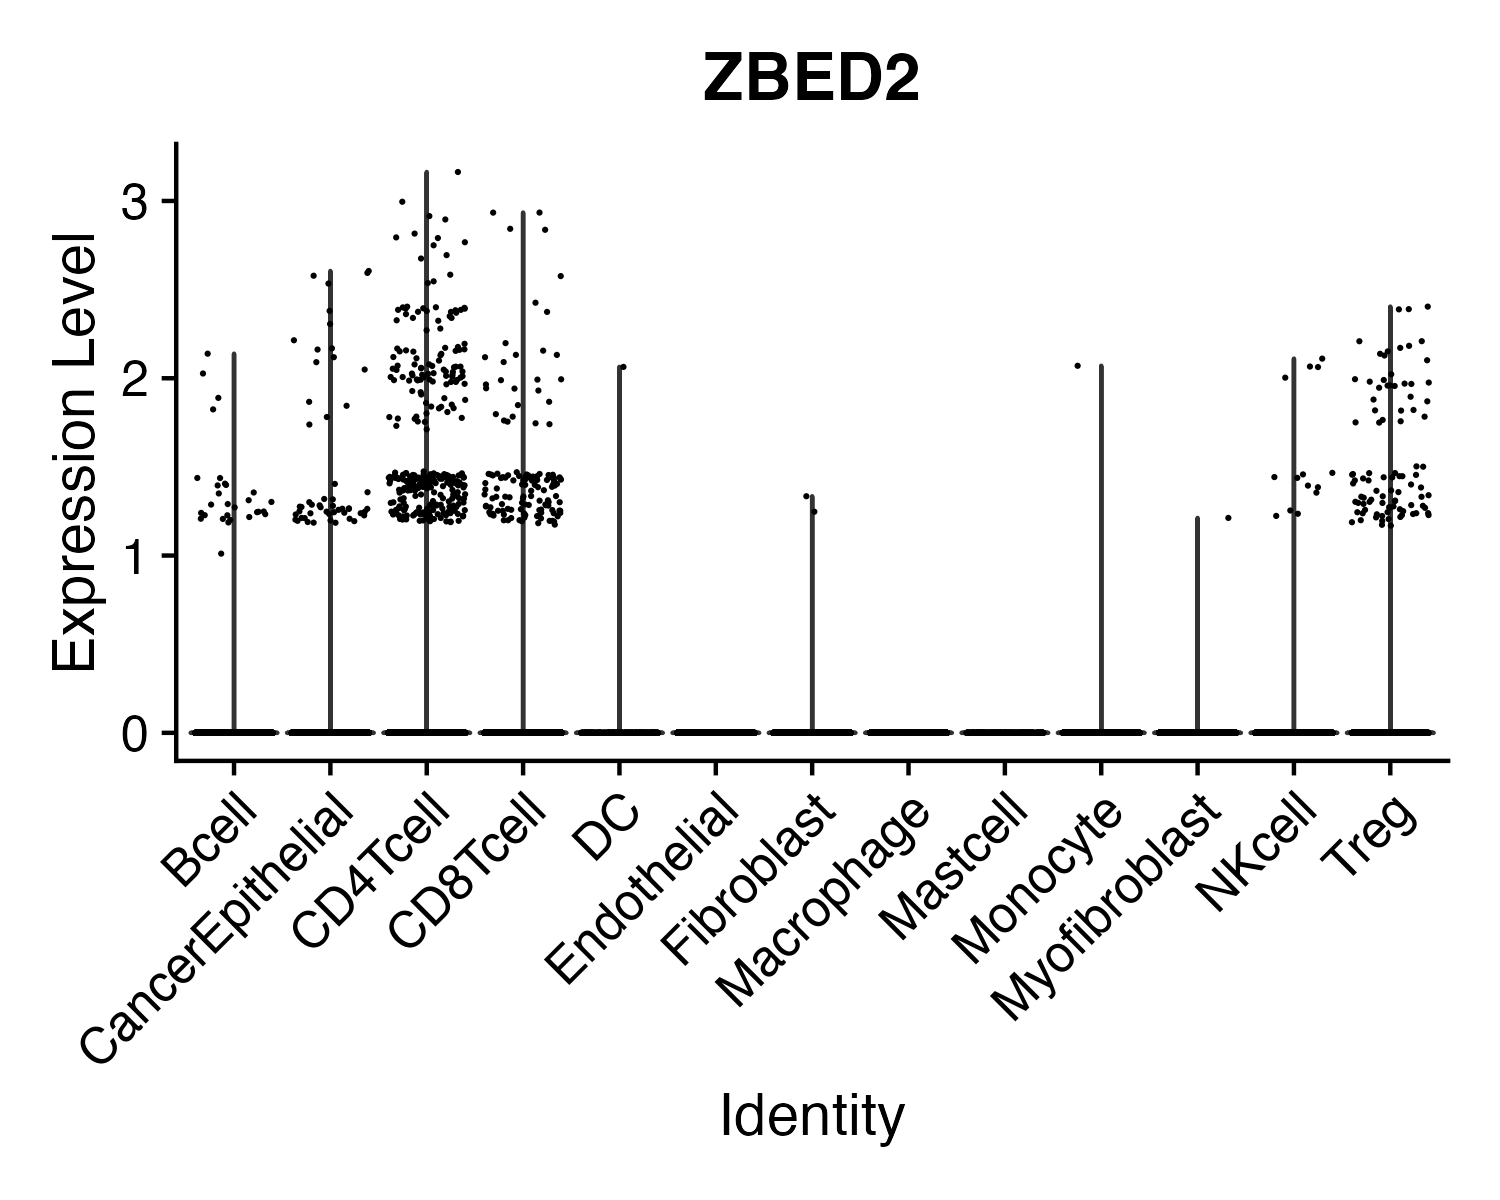 ZBED2
Expression Level
3
2
1
0
Bcell
CancerEpithelial
CD4Tcell
CD8Tcell
DC
Endothelial
Fibroblast
Macrophage
Mastcell
Monocyte
Myofibroblast
NKcell
Treg
Identity